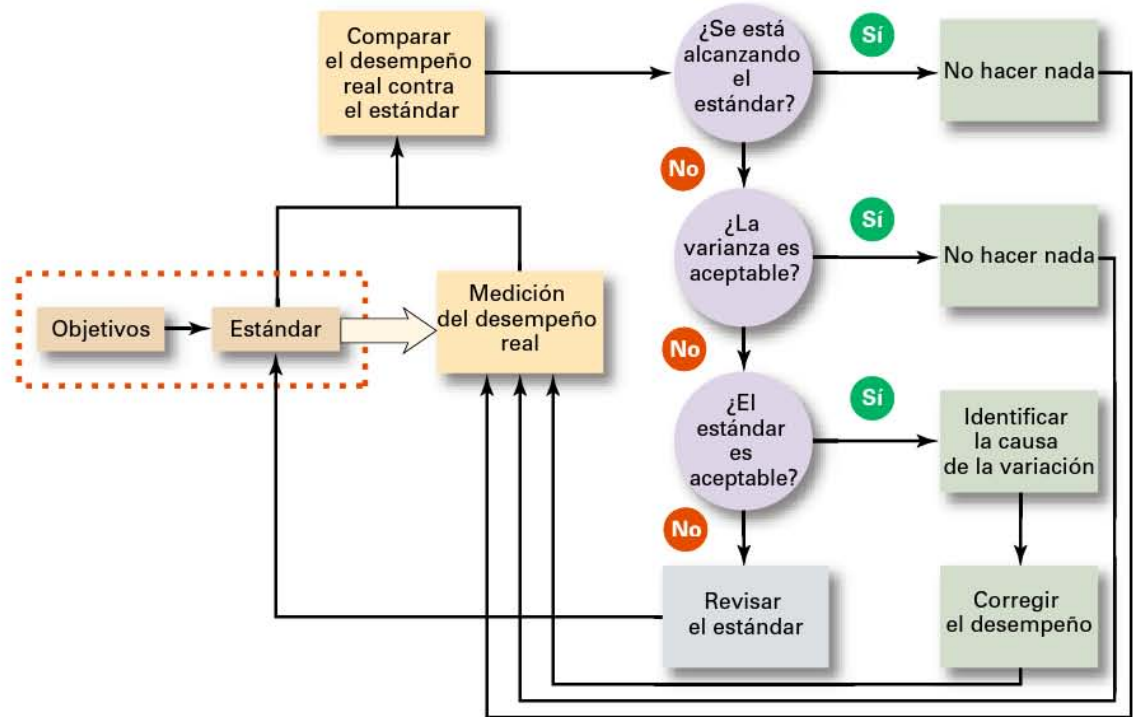 Comparar
el desempeño
real contra
el estándar
¿Se está
alcanzando
el
estándar?
Sí
No hacer nada
No
¿La
varianza es
aceptable?
Sí
No hacer nada
Objetivos
Estándar
Medición
del desempeño
real
No
¿El
estándar
es
aceptable?
Sí
Identificar
la causa
de la variación
No
Revisar
el estándar
Corregir
el desempeño